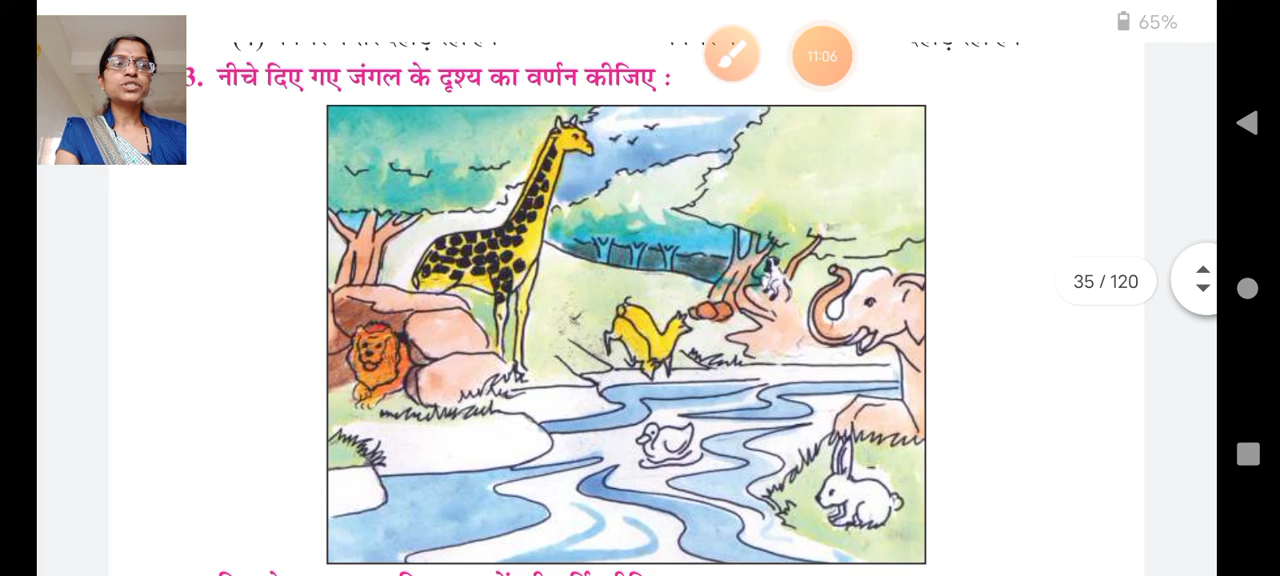 65%
11:06
3. नीचे दिए गए जंगल के दृश्य का वर्णन कीजिए :
35 / 120